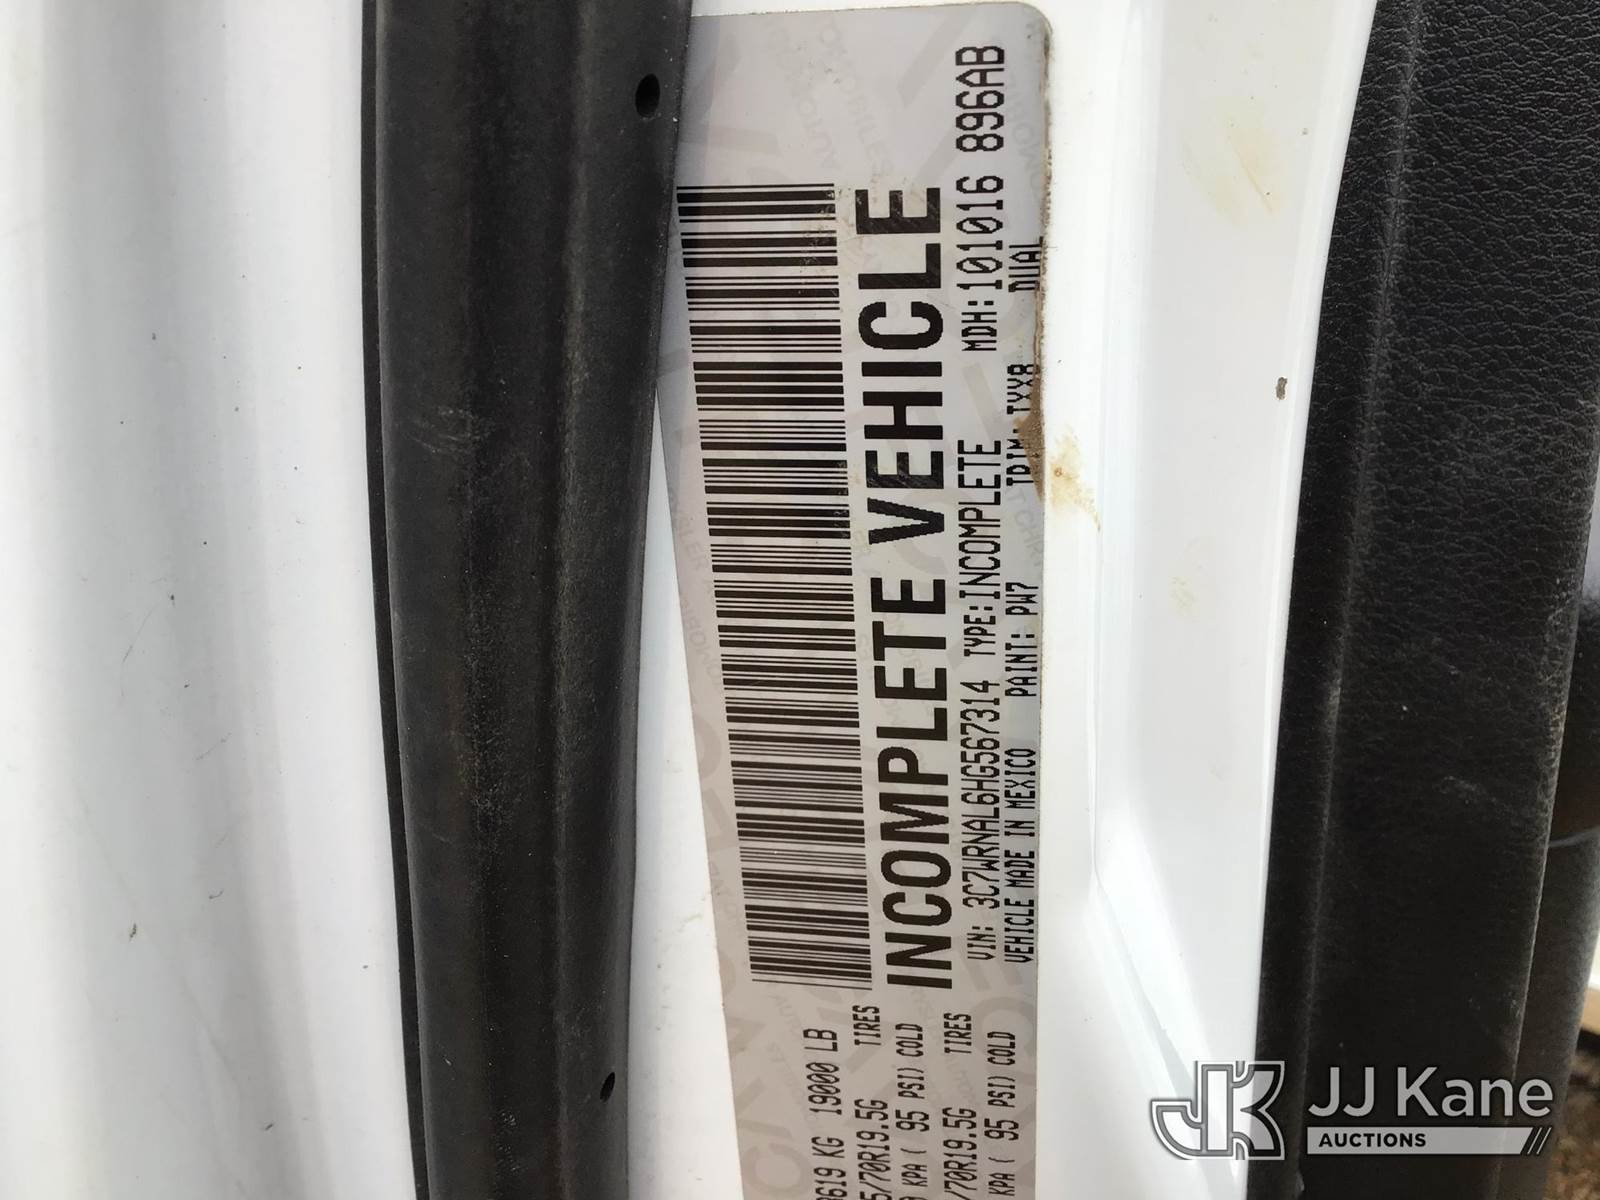 INCOMPLETE VEHICLE
VIN: 3C7WRNAL6HG567314 TYPE:INCOMPLETE MDH:101016 896AB
VEHICLE MADE IN MEXICO PAINT: PW7 TRIM: TXX8 DUAL
619 KG 19000 LB
5/70R19.5G TIRES
KPA ( 95 PSI) COLD
/70R19.5G TIRES
KPA ( 95 PSI) COLD
JJ Kane
AUCTIONS